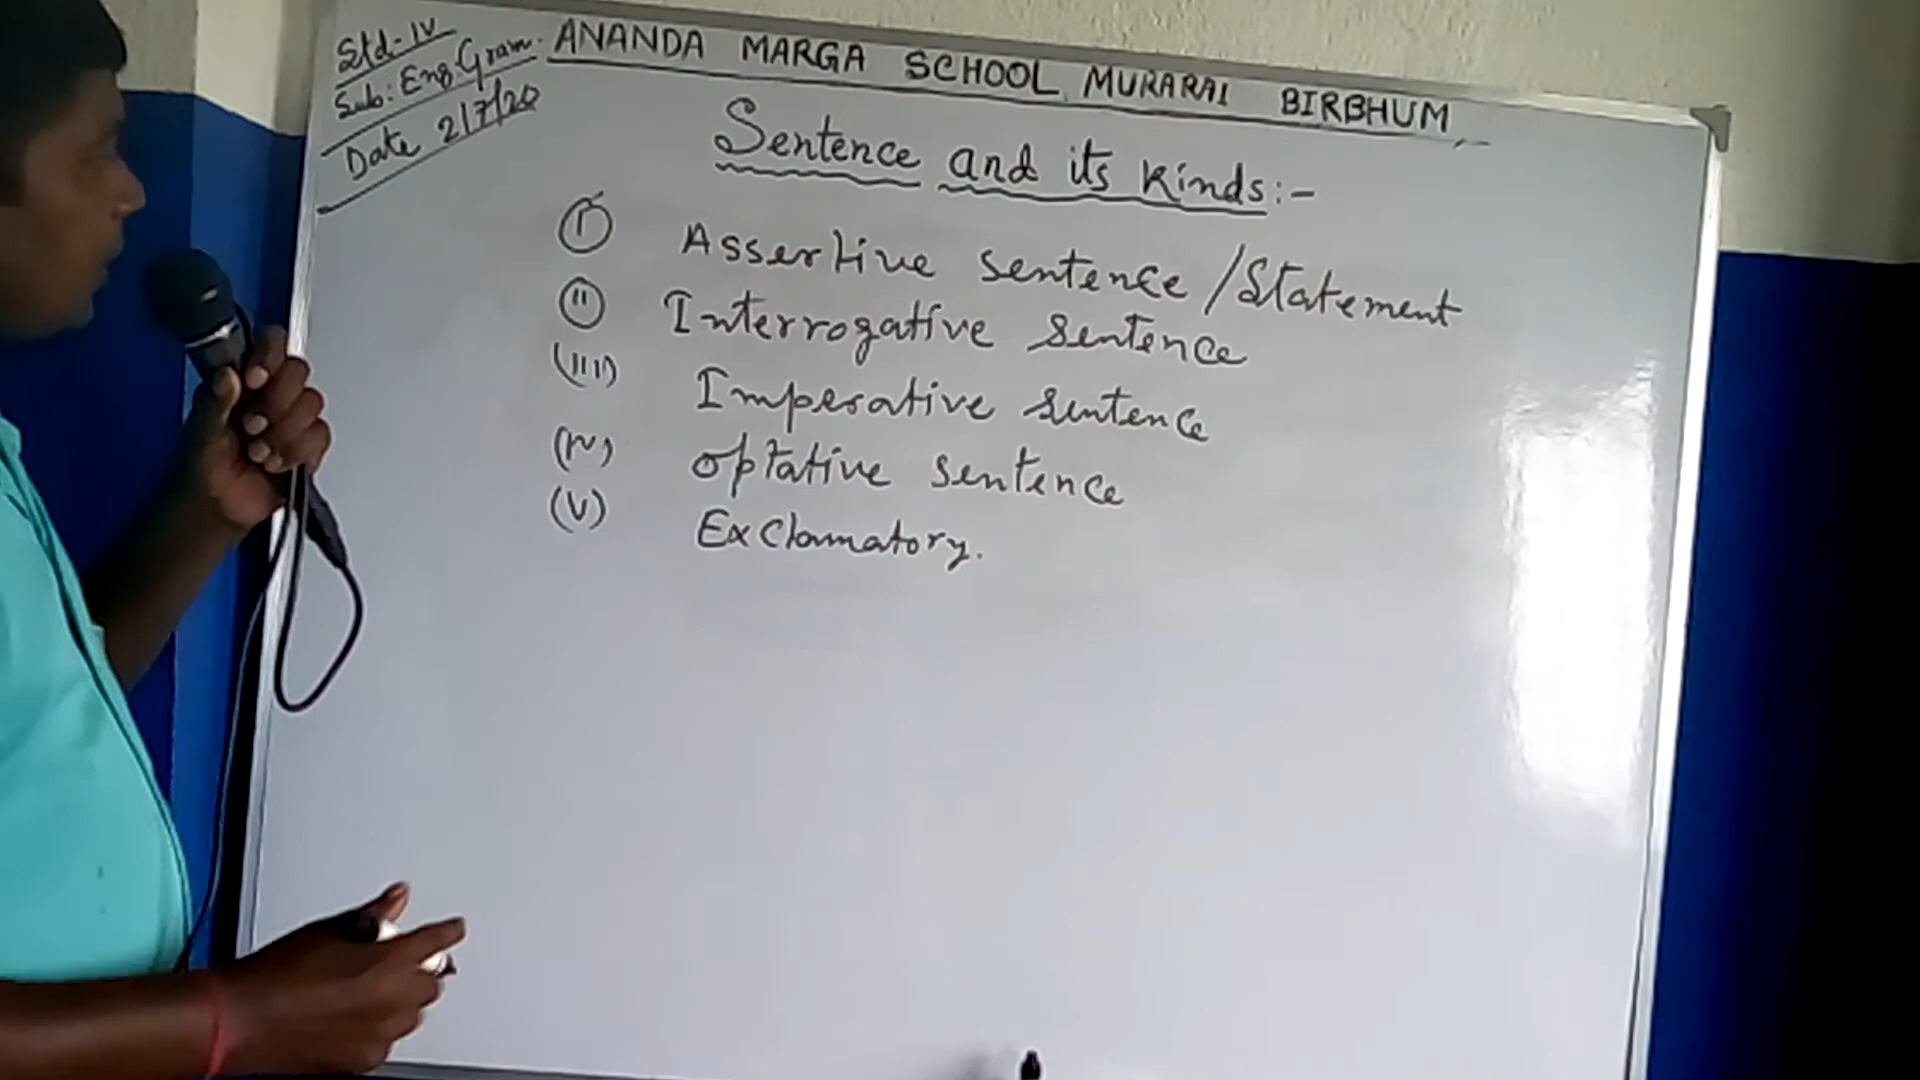 Std-IV
Sub: Eng. Gram.
Date 2/7/20
ANANDA MARGA SCHOOL MURARAI BIRBHUM
Sentence and its Kinds:-
(I) Assertive sentence/Statement
(II) Interrogative sentence
(III) Imperative sentence
(IV) optative sentence
(V) Exclamatory.